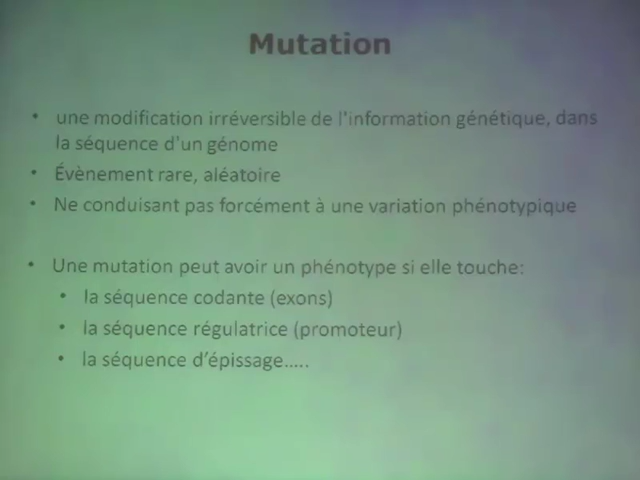 Mutation
• une modification irréversible de l'information génétique, dans
la séquence d'un génome
• Évènement rare, aléatoire
• Ne conduisant pas forcément à une variation phénotypique
• Une mutation peut avoir un phénotype si elle touche:
• la séquence codante (exons)
• la séquence régulatrice (promoteur)
• la séquence d'épissage.....